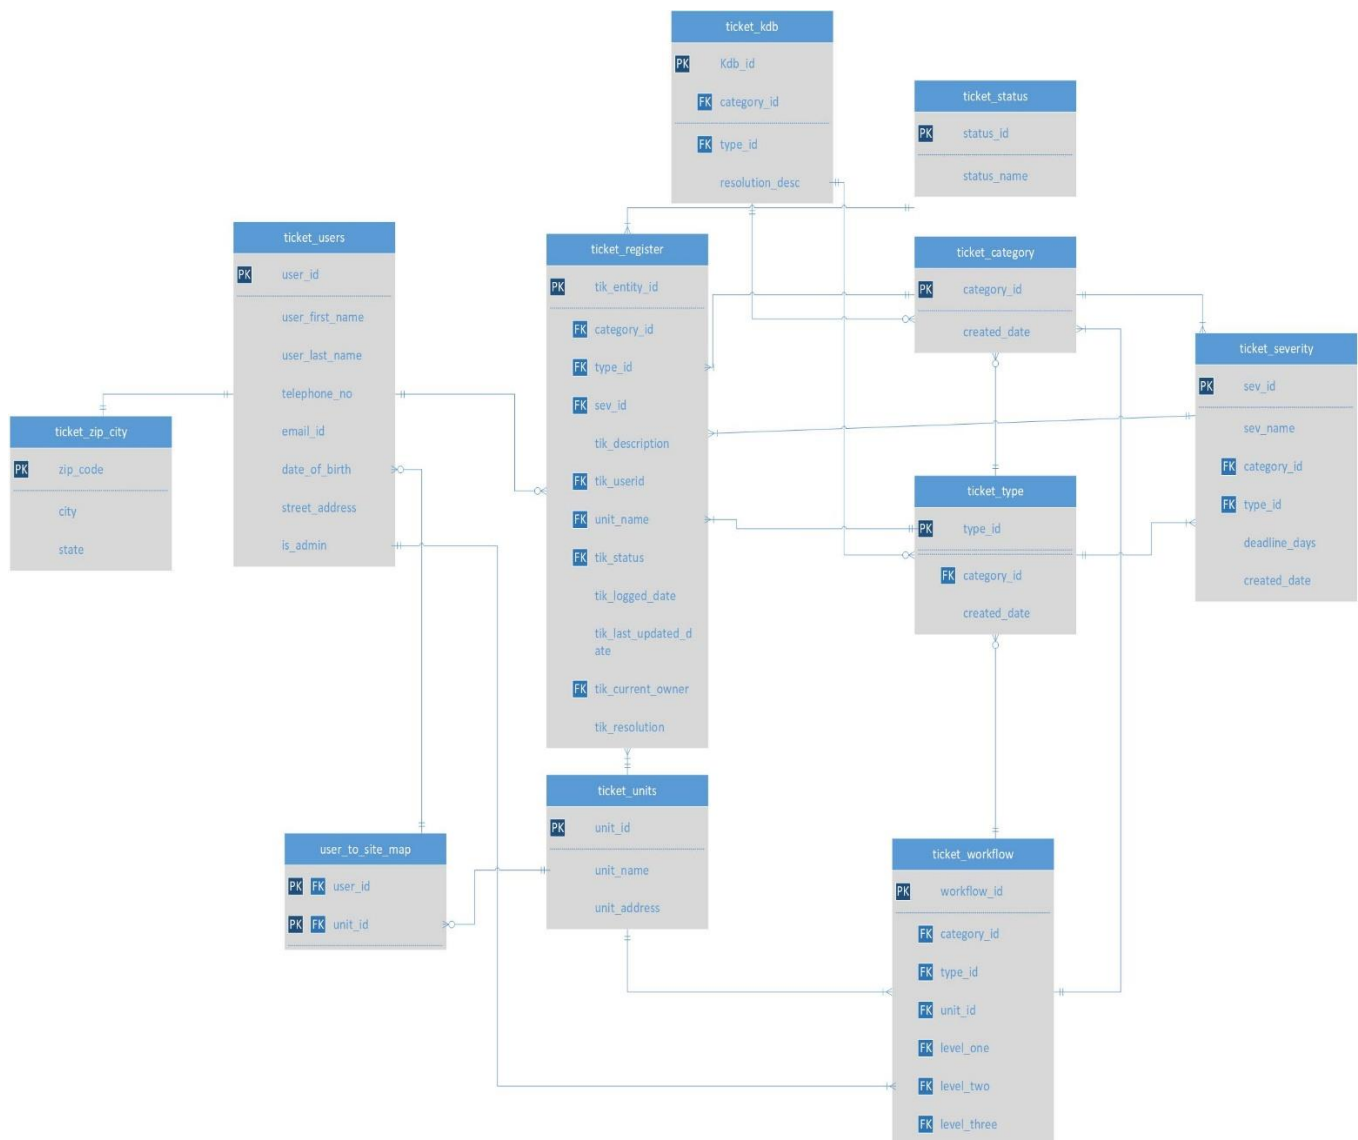 ticket_kdb
PK Kdb_id
FK category_id
FK type_id
resolution_desc
ticket_status
PK status_id
status_name
ticket_users
PK user_id
user_first_name
user_last_name
telephone_no
email_id
date_of_birth
street_address
is_admin
ticket_register
PK tik_entity_id
FK category_id
FK type_id
FK sev_id
tik_description
FK tik_userid
FK unit_name
FK tik_status
tik_logged_date
tik_last_updated_d
ate
FK tik_current_owner
tik_resolution
ticket_category
PK category_id
created_date
ticket_severity
PK sev_id
sev_name
FK category_id
FK type_id
deadline_days
created_date
ticket_zip_city
PK zip_code
city
state
ticket_type
PK type_id
FK category_id
created_date
ticket_units
PK unit_id
unit_name
unit_address
user_to_site_map
PK FK user_id
PK FK unit_id
ticket_workflow
PK workflow_id
FK category_id
FK type_id
FK unit_id
FK level_one
FK level_two
FK level_three